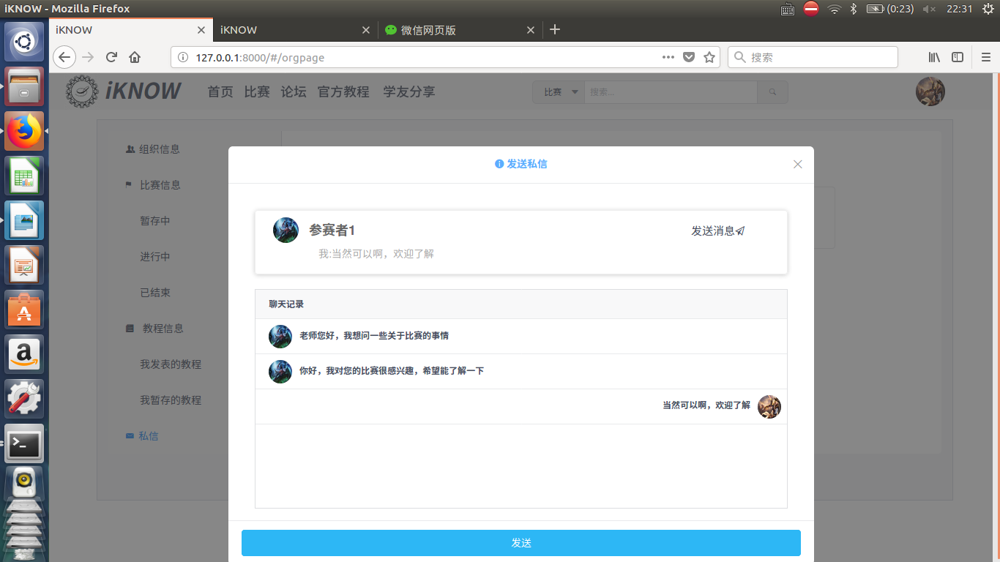 iKNOW - Mozilla Firefox
(0:23)
22:31
iKNOW
iKNOW
微信网页版
127.0.0.1:8000/#/orgpage
搜索
iKNOW
首页 比赛 论坛 官方教程 学友分享
比赛
搜索...
组织信息
比赛信息
暂存中
进行中
已结束
教程信息
我发表的教程
我暂存的教程
私信
发送私信
参赛者1
发送消息
我:当然可以啊，欢迎了解
聊天记录
老师您好，我想问一些关于比赛的事情
你好，我对您的比赛很感兴趣，希望能了解一下
当然可以啊，欢迎了解
发送